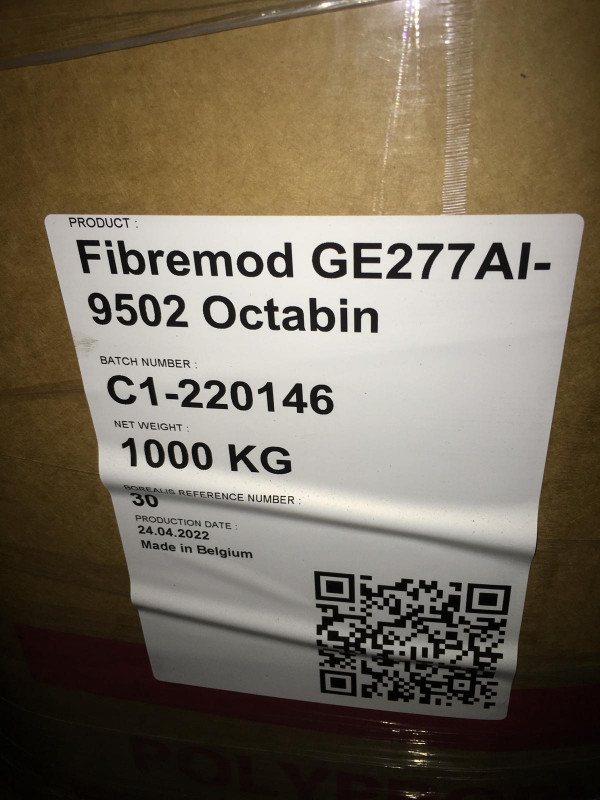 PRODUCT :
Fibremod GE277AI-
9502 Octabin
BATCH NUMBER :
C1-220146
NET WEIGHT :
1000 KG
BOREALIS REFERENCE NUMBER :
30
PRODUCTION DATE :
24.04.2022
Made in Belgium